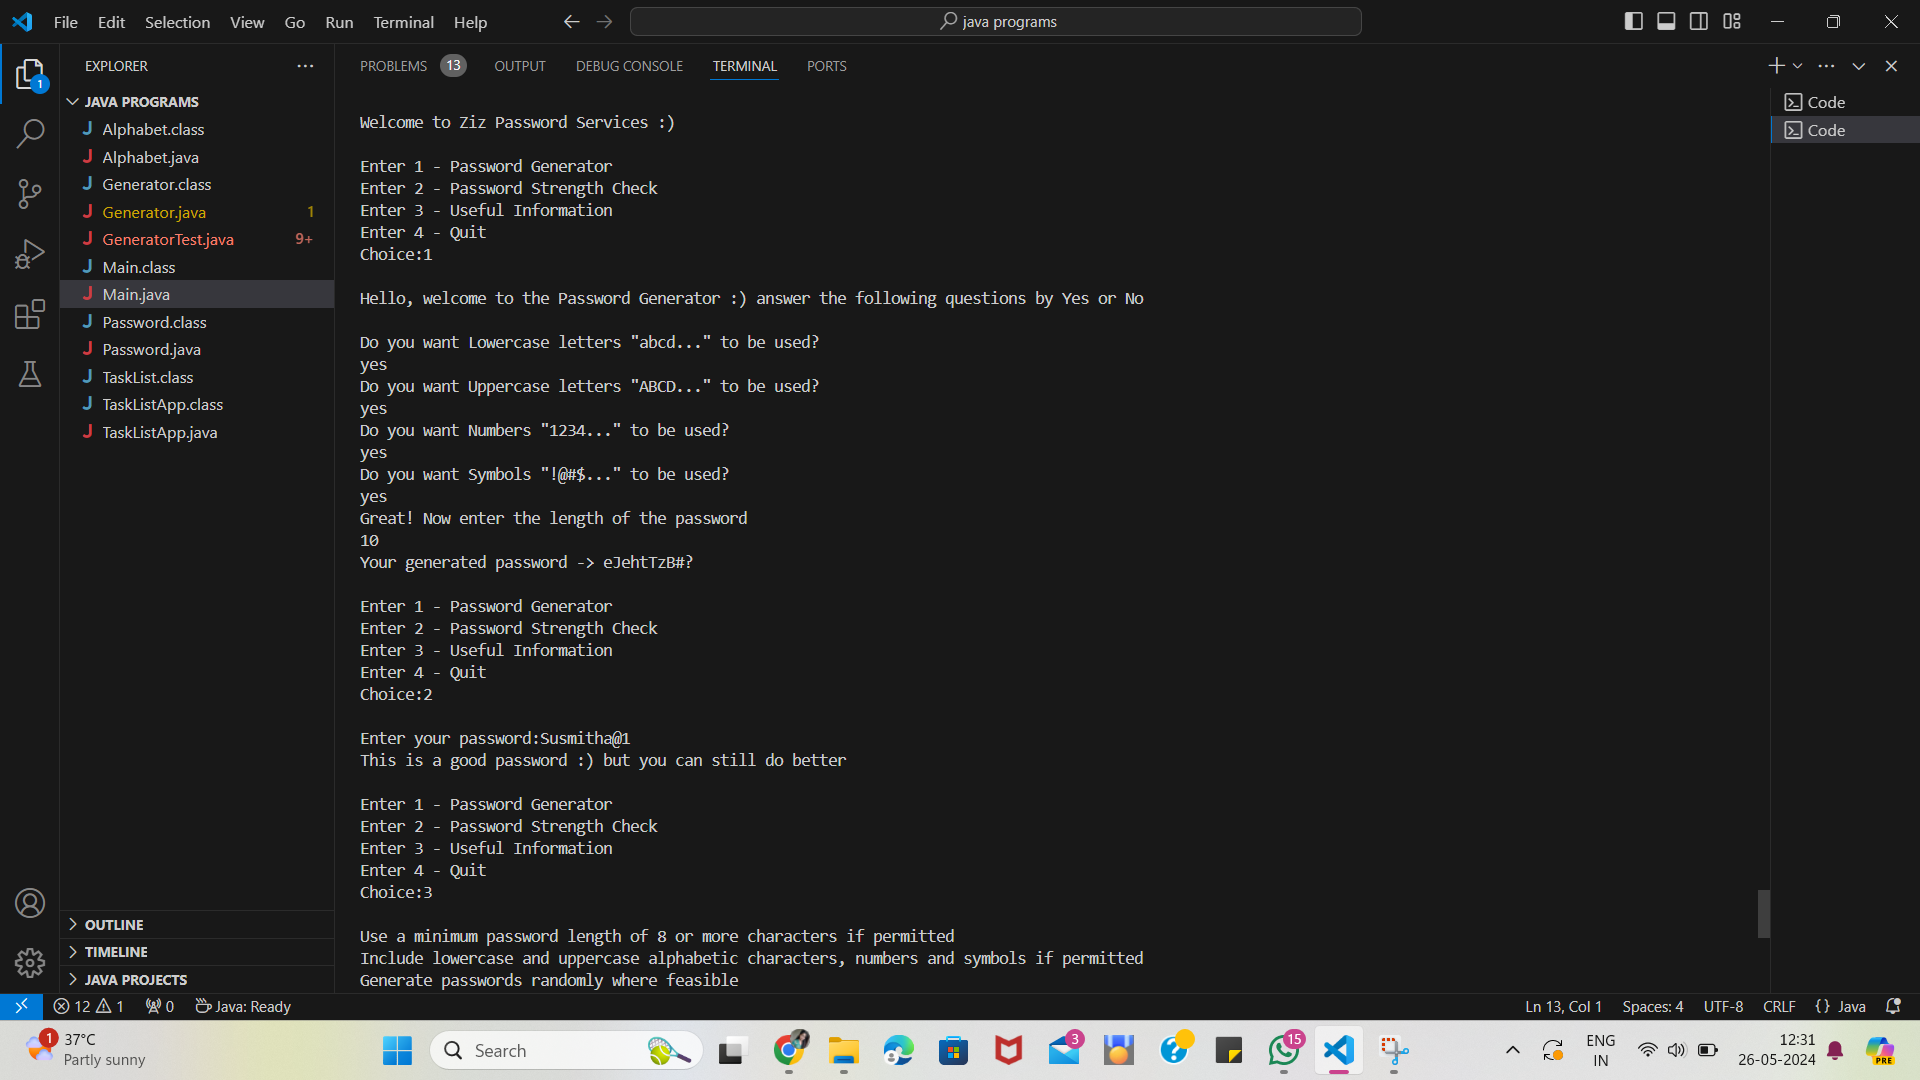 File Edit Selection View Go Run Terminal Help
java programs
EXPLORER
JAVA PROGRAMS
Alphabet.class
Alphabet.java
Generator.class
Generator.java 1
GeneratorTest.java 9+
Main.class
Main.java
Password.class
Password.java
TaskList.class
TaskListApp.class
TaskListApp.java
OUTLINE
TIMELINE
JAVA PROJECTS
1
PROBLEMS 13 OUTPUT DEBUG CONSOLE TERMINAL PORTS
Code
Code
Welcome to Ziz Password Services :)
Enter 1 - Password Generator
Enter 2 - Password Strength Check
Enter 3 - Useful Information
Enter 4 - Quit
Choice:1
Hello, welcome to the Password Generator :) answer the following questions by Yes or No
Do you want Lowercase letters "abcd..." to be used?
yes
Do you want Uppercase letters "ABCD..." to be used?
yes
Do you want Numbers "1234..." to be used?
yes
Do you want Symbols "!@#$..." to be used?
yes
Great! Now enter the length of the password
10
Your generated password -> eJehtTzB#?
Enter 1 - Password Generator
Enter 2 - Password Strength Check
Enter 3 - Useful Information
Enter 4 - Quit
Choice:2
Enter your password:Susmitha@1
This is a good password :) but you can still do better
Enter 1 - Password Generator
Enter 2 - Password Strength Check
Enter 3 - Useful Information
Enter 4 - Quit
Choice:3
Use a minimum password length of 8 or more characters if permitted
Include lowercase and uppercase alphabetic characters, numbers and symbols if permitted
Generate passwords randomly where feasible
12 1 0 Java: Ready
Ln 13, Col 1 Spaces: 4 UTF-8 CRLF {} Java
1
37°C
Partly sunny
Search
3
15
PRE
ENG
IN
12:31
26-05-2024